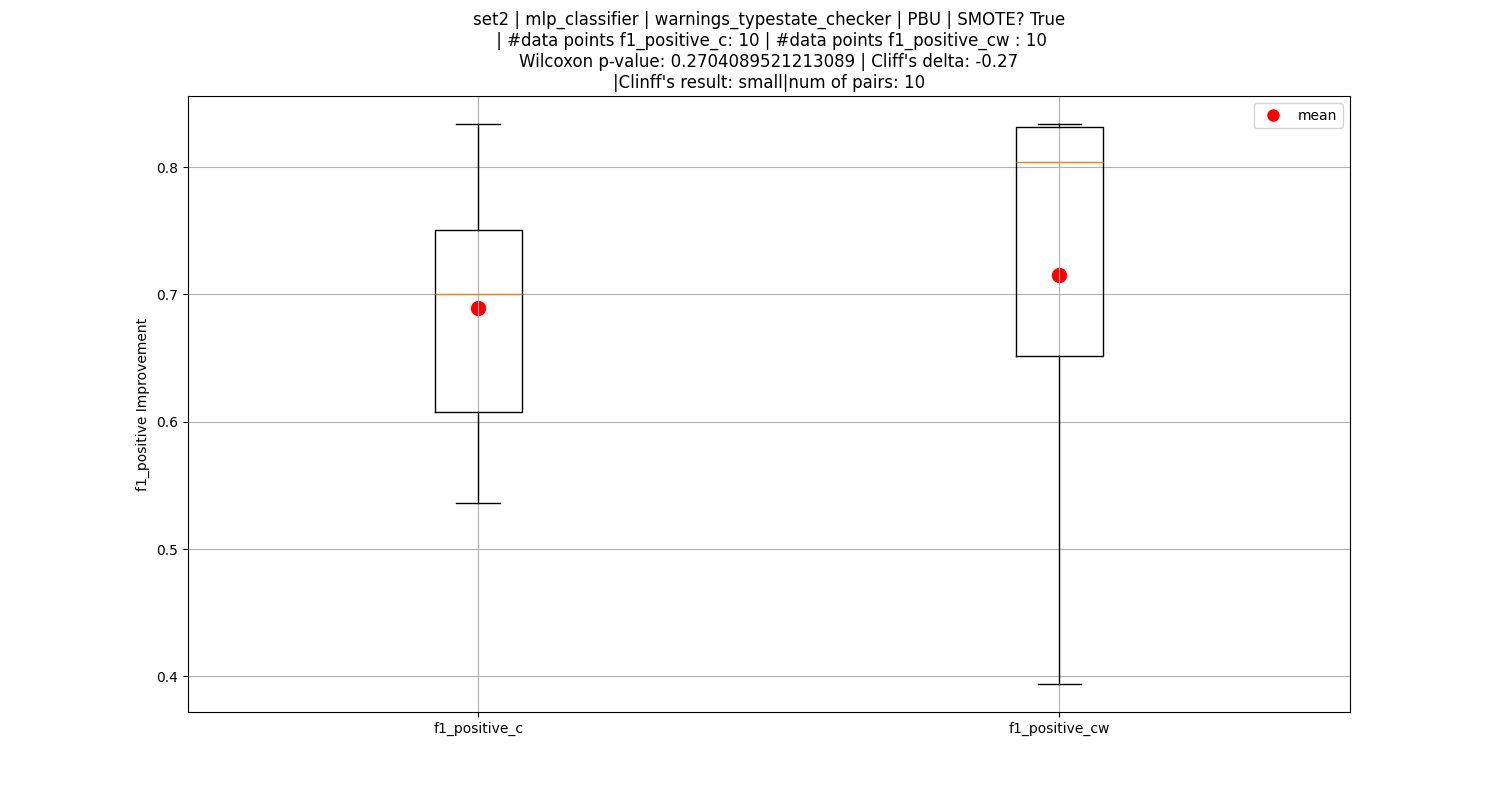 set2 | mlp_classifier | warnings_typestate_checker | PBU | SMOTE? True
| #data points f1_positive_c: 10 | #data points f1_positive_cw : 10
Wilcoxon p-value: 0.2704089521213089 | Cliff's delta: -0.27
|Clinff's result: small|num of pairs: 10
mean
0.8
0.7
0.6
0.5
0.4
f1_positive Improvement
f1_positive_c
f1_positive_cw